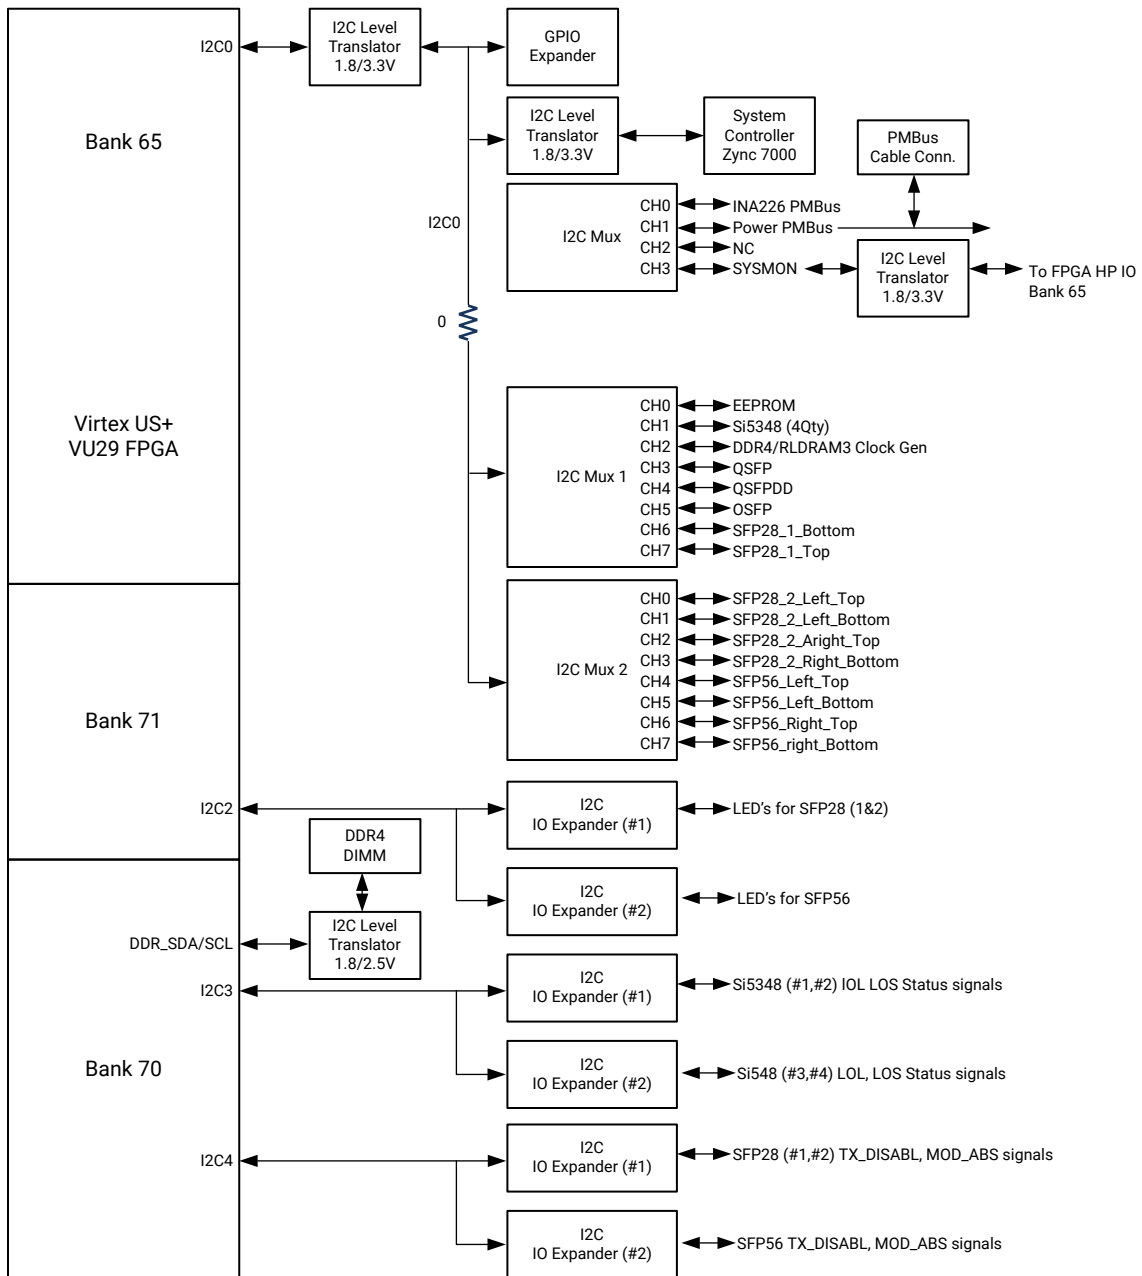 I2C0
I2C Level
Translator
1.8/3.3V
GPIO
Expander
Bank 65
I2C Level
Translator
1.8/3.3V
System
Controller
Zync 7000
PMBus
Cable Conn.
I2C0
I2C Mux
CH0 INA226 PMBus
CH1 Power PMBus
CH2 NC
CH3 SYSMON
I2C Level
Translator
1.8/3.3V
To FPGA HP IO
Bank 65
0
Virtex US+
VU29 FPGA
I2C Mux 1
CH0 EEPROM
CH1 Si5348 (4Qty)
CH2 DDR4/RLDRAM3 Clock Gen
CH3 QSFP
CH4 QSFPDD
CH5 OSFP
CH6 SFP28_1_Bottom
CH7 SFP28_1_Top
I2C Mux 2
CH0 SFP28_2_Left_Top
CH1 SFP28_2_Left_Bottom
CH2 SFP28_2_Aright_Top
CH3 SFP28_2_Right_Bottom
CH4 SFP56_Left_Top
CH5 SFP56_Left_Bottom
CH6 SFP56_Right_Top
CH7 SFP56_right_Bottom
Bank 71
I2C2
I2C
IO Expander (#1)
LED's for SFP28 (1&2)
DDR4
DIMM
I2C
IO Expander (#2)
LED's for SFP56
DDR_SDA/SCL
I2C Level
Translator
1.8/2.5V
I2C3
I2C
IO Expander (#1)
Si5348 (#1,#2) lOL LOS Status signals
Bank 70
I2C
IO Expander (#2)
Si548 (#3,#4) LOL, LOS Status signals
I2C4
I2C
IO Expander (#1)
SFP28 (#1,#2) TX_DISABL, MOD_ABS signals
I2C
IO Expander (#2)
SFP56 TX_DISABL, MOD_ABS signals